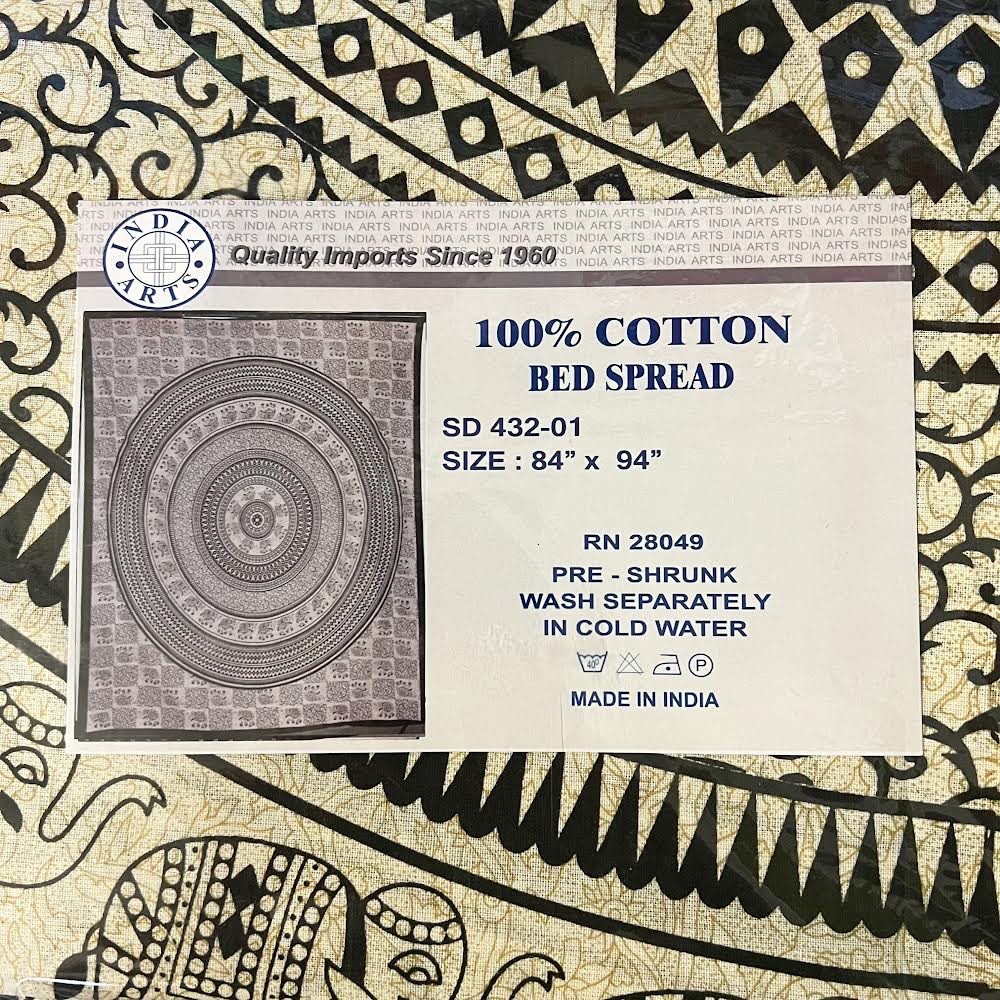 INDIA ARTS INDIA ARTS INDIA ARTS INDIA ARTS INDIA ARTS INDIA ARTS INDIA ARTS
INDIA ARTS
Quality Imports Since 1960
100% COTTON
BED SPREAD
SD 432-01
SIZE : 84” x 94”
RN 28049
PRE - SHRUNK
WASH SEPARATELY
IN COLD WATER
40° P
MADE IN INDIA